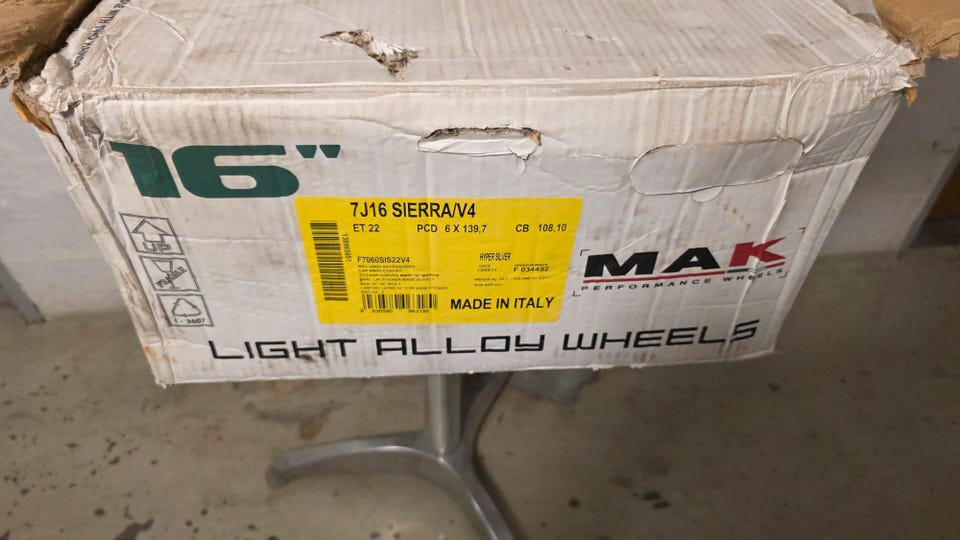 16"
7J16 SIERRA/V4
ET 22 PCD 6 X 139,7 CB 108,10
UP
F7060SIS22V4
HYPER SILVER
F 034492
MADE IN ITALY
MAK
PERFORMANCE WHEELS
LIGHT ALLOY WHEELS